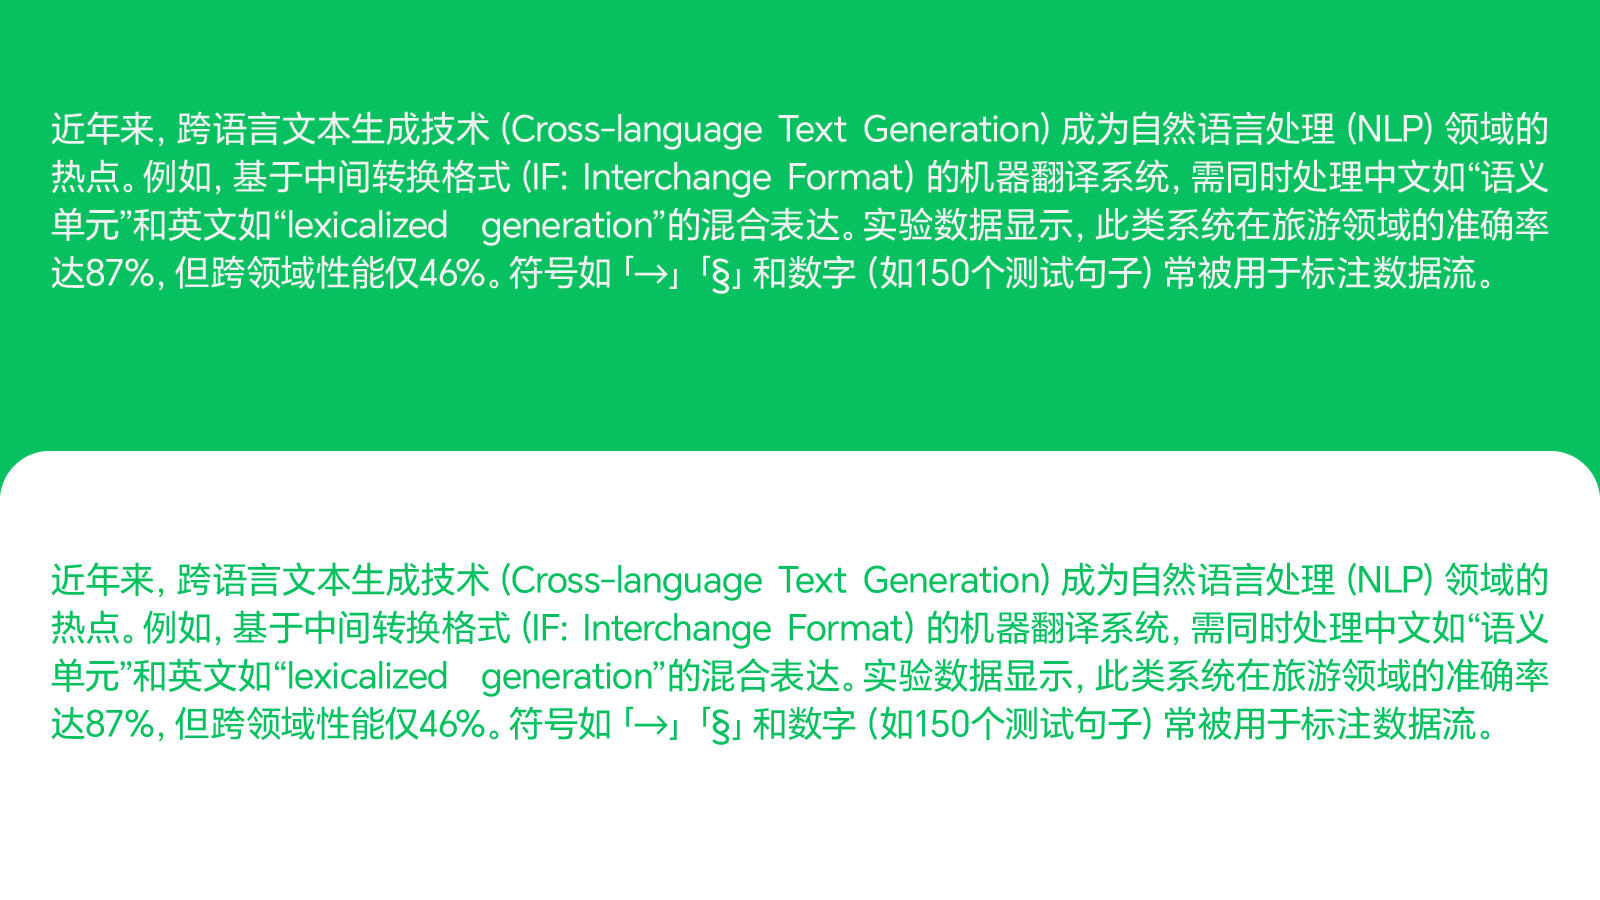 近年来，跨语言文本生成技术（Cross-language Text Generation）成为自然语言处理（NLP）领域的
热点。例如，基于中间转换格式（IF: Interchange Format）的机器翻译系统，需同时处理中文如“语义
单元”和英文如“lexicalized generation”的混合表达。实验数据显示，此类系统在旅游领域的准确率
达87%，但跨领域性能仅46%。符号如「→」「§」和数字（如150个测试句子）常被用于标注数据流。
近年来，跨语言文本生成技术（Cross-language Text Generation）成为自然语言处理（NLP）领域的
热点。例如，基于中间转换格式（IF: Interchange Format）的机器翻译系统，需同时处理中文如“语义
单元”和英文如“lexicalized generation”的混合表达。实验数据显示，此类系统在旅游领域的准确率
达87%，但跨领域性能仅46%。符号如「→」「§」和数字（如150个测试句子）常被用于标注数据流。